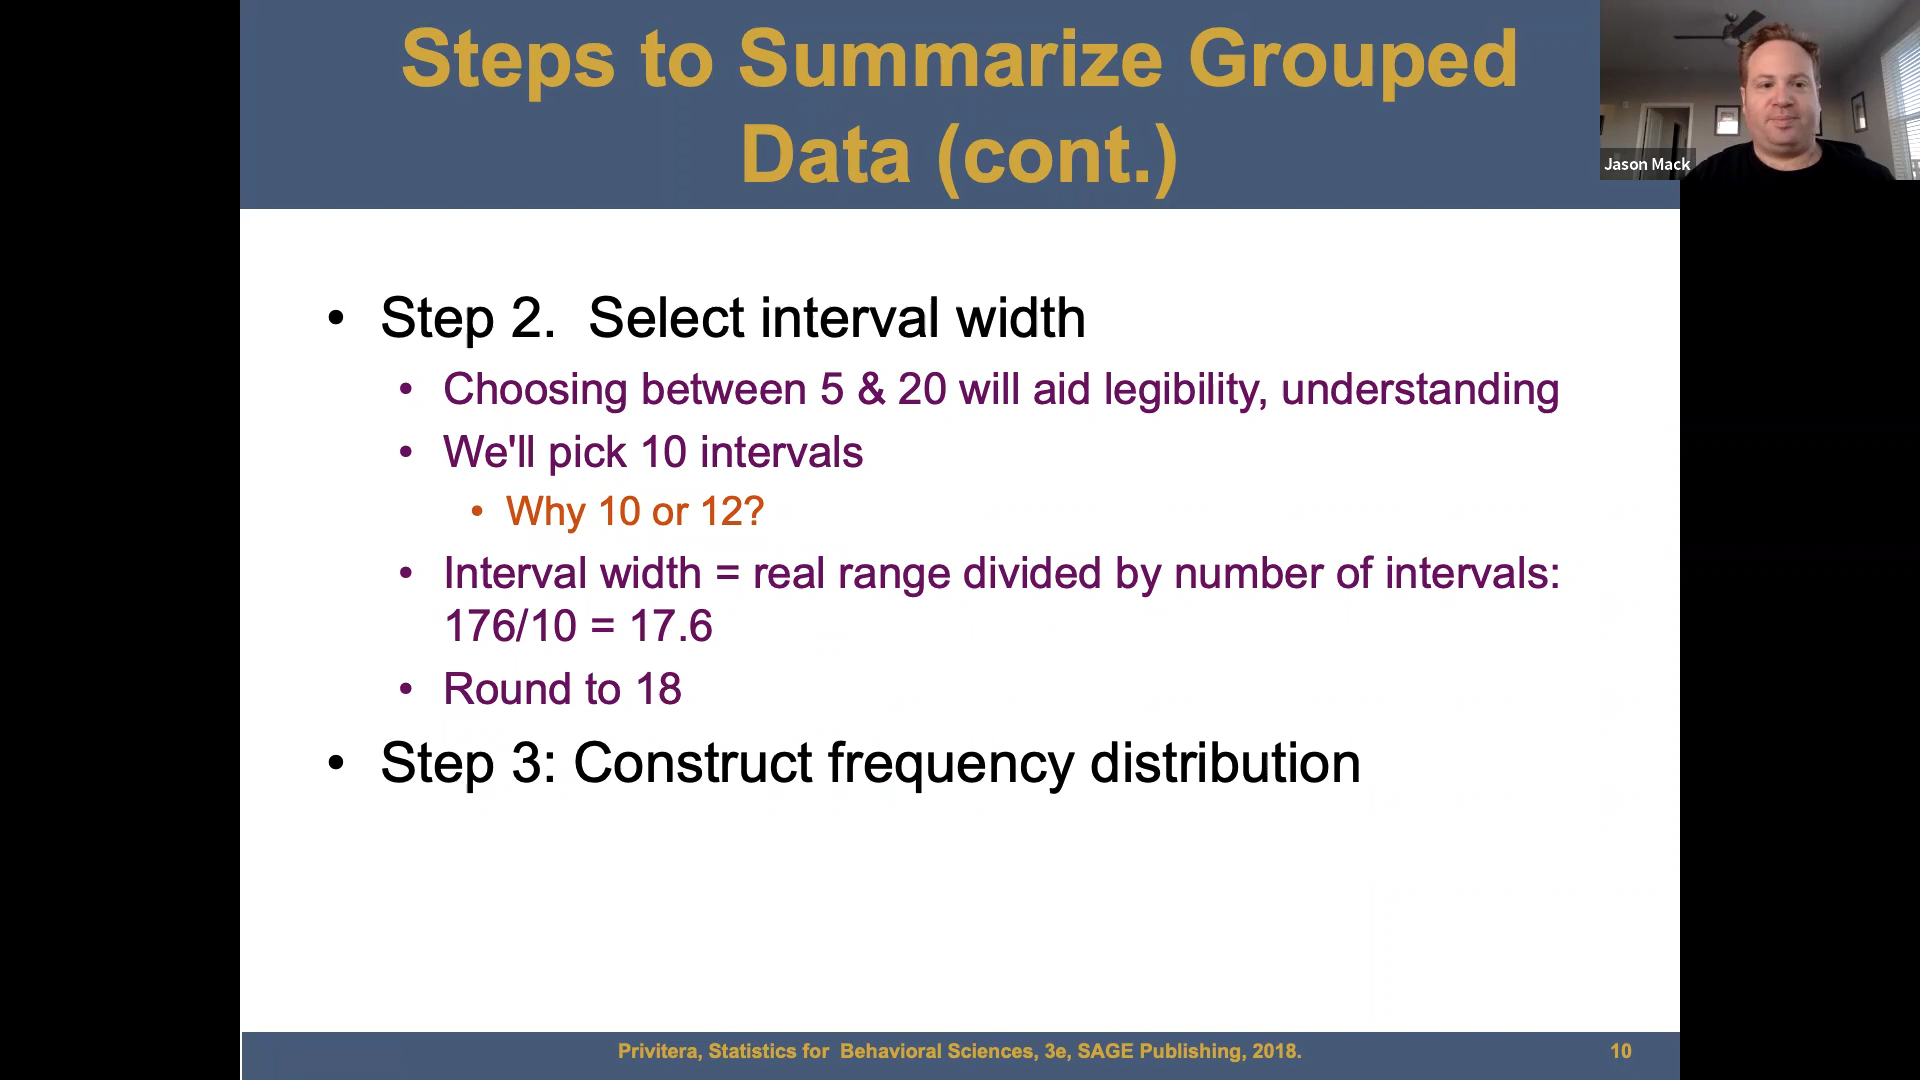 Steps to Summarize Grouped
Data (cont.)
Jason Mack
• Step 2.  Select interval width
• Choosing between 5 & 20 will aid legibility, understanding
• We'll pick 10 intervals
• Why 10 or 12?
• Interval width = real range divided by number of intervals:
176/10 = 17.6
• Round to 18
• Step 3: Construct frequency distribution
Privitera, Statistics for  Behavioral Sciences, 3e, SAGE Publishing, 2018.
10